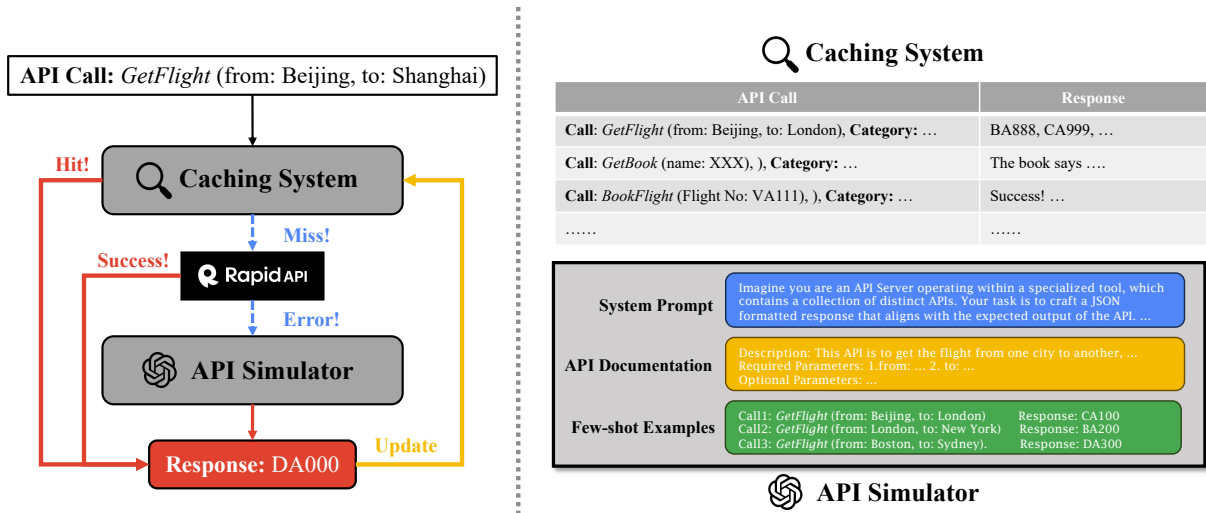 API Call: GetFlight (from: Beijing, to: Shanghai)
Hit!
Caching System
Miss!
Success!
Rapid API
Error!
API Simulator
Response: DA000
Update
Caching System
API Call Response
Call: GetFlight (from: Beijing, to: London), Category: … BA888, CA999, …
Call: GetBook (name: XXX), ), Category: … The book says ….
Call: BookFlight (Flight No: VA111), ), Category: … Success! …
…… ……
System Prompt
Imagine you are an API Server operating within a specialized tool, which
contains a collection of distinct APIs. Your task is to craft a JSON
formatted response that aligns with the expected output of the API. …
API Documentation
Description: This API is to get the flight from one city to another, …
Required Parameters: 1.from: … 2. to: …
Optional Parameters: …
Few-shot Examples
Call1: GetFlight (from: Beijing, to: London) Response: CA100
Call2: GetFlight (from: London, to: New York) Response: BA200
Call3: GetFlight (from: Boston, to: Sydney). Response: DA300
API Simulator